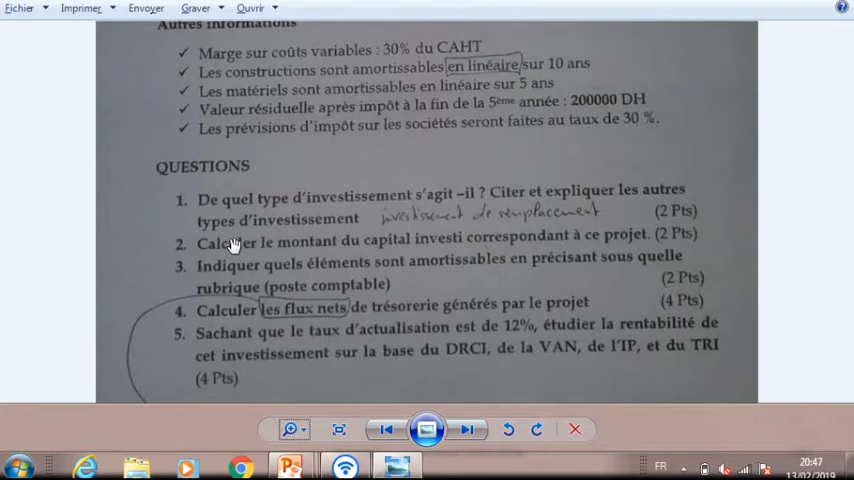 Fichier
Imprimer
Envoyer
Graver
Ouvrir
Autres informations
✓ Marge sur coûts variables : 30% du CAHT
✓ Les constructions sont amortissables en linéaire sur 10 ans
✓ Les matériels sont amortissables en linéaire sur 5 ans
✓ Valeur résiduelle après impôt à la fin de la 5ème année : 200000 DH
✓ Les prévisions d'impôt sur les sociétés seront faites au taux de 30 %.
QUESTIONS
1. De quel type d'investissement s'agit –il ? Citer et expliquer les autres
types d'investissement investissement de remplacement (2 Pts)
2. Calculer le montant du capital investi correspondant à ce projet. (2 Pts)
3. Indiquer quels éléments sont amortissables en précisant sous quelle
rubrique (poste comptable) (2 Pts)
4. Calculer les flux nets de trésorerie générés par le projet (4 Pts)
5. Sachant que le taux d'actualisation est de 12%, étudier la rentabilité de
cet investissement sur la base du DRCI, de la VAN, de l'IP, et du TRI
(4 Pts)
FR
20:47
13/02/2019